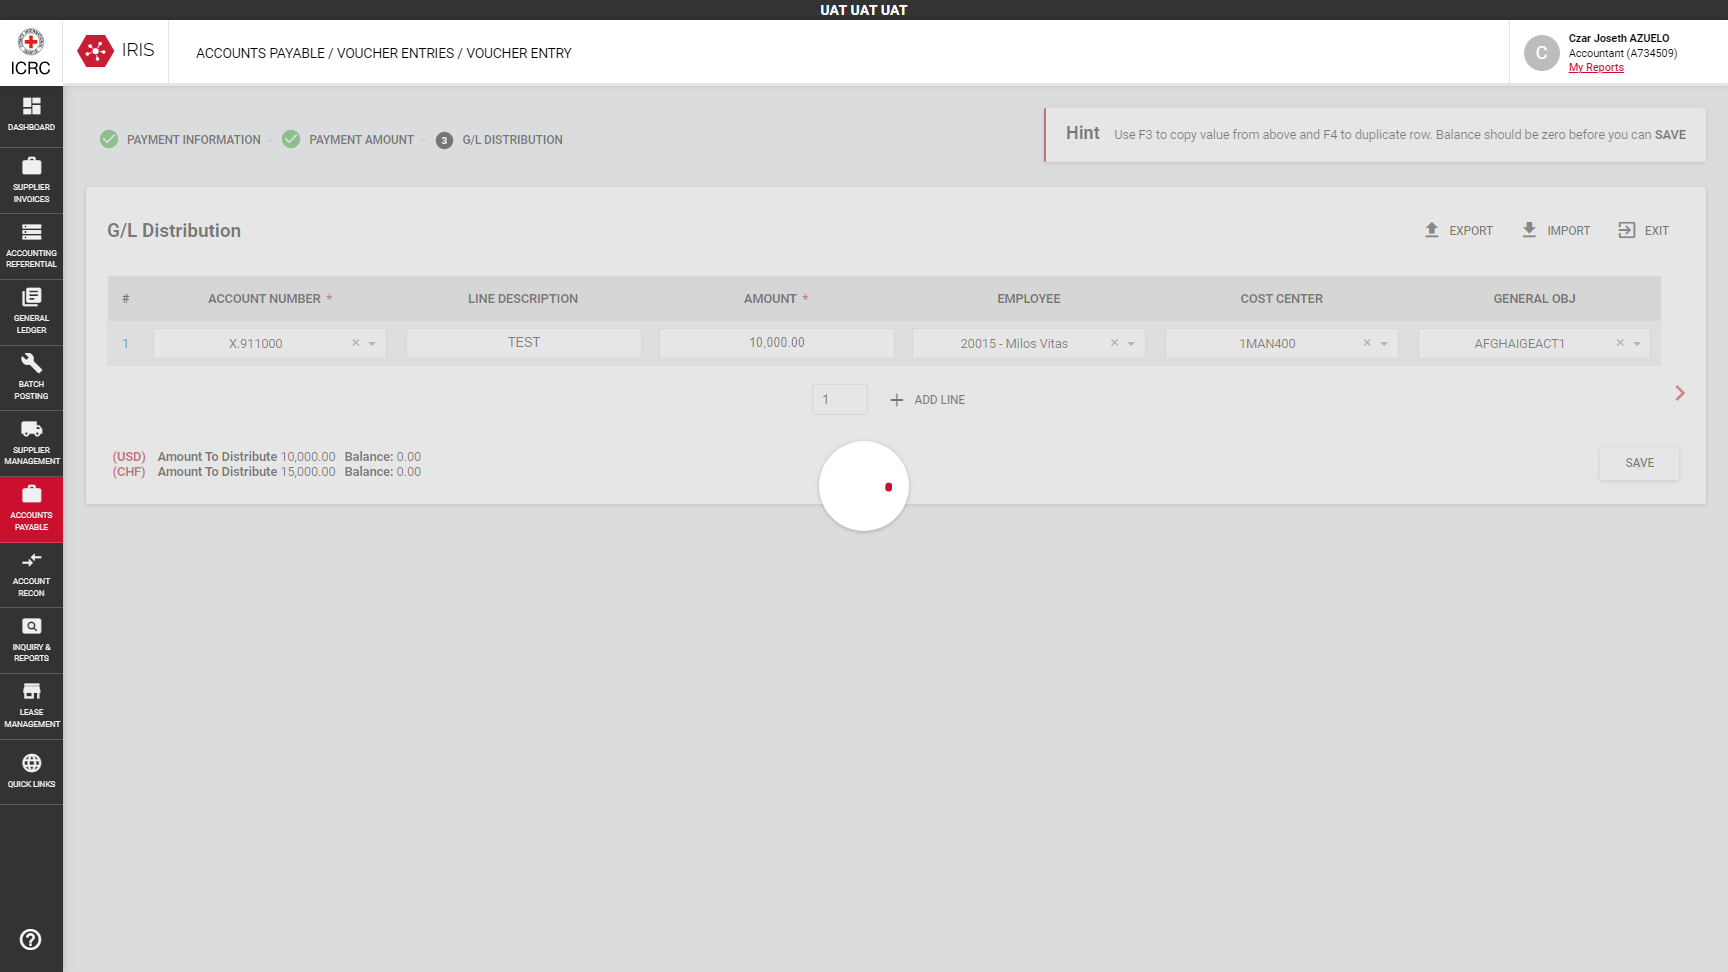 UAT UAT UAT
ICRC
IRIS
ACCOUNTS PAYABLE / VOUCHER ENTRIES / VOUCHER ENTRY
C
Czar Joseth AZUELO
Accountant (A734509)
My Reports
DASHBOARD
SUPPLIER
INVOICES
ACCOUNTING
REFERENTIAL
GENERAL
LEDGER
BATCH
POSTING
SUPPLIER
MANAGEMENT
ACCOUNTS
PAYABLE
ACCOUNT
RECON
INQUIRY &
REPORTS
LEASE
MANAGEMENT
QUICK LINKS
PAYMENT INFORMATION - PAYMENT AMOUNT - 3 G/L DISTRIBUTION
Hint Use F3 to copy value from above and F4 to duplicate row. Balance should be zero before you can SAVE
G/L Distribution
EXPORT IMPORT EXIT
# ACCOUNT NUMBER * LINE DESCRIPTION AMOUNT * EMPLOYEE COST CENTER GENERAL OBJ
1 X.911000 × TEST 10,000.00 20015 - Milos Vitas × 1MAN400 × AFGHAIGEACT1 ×
1 + ADD LINE
(USD) Amount To Distribute 10,000.00 Balance: 0.00
(CHF) Amount To Distribute 15,000.00 Balance: 0.00
SAVE